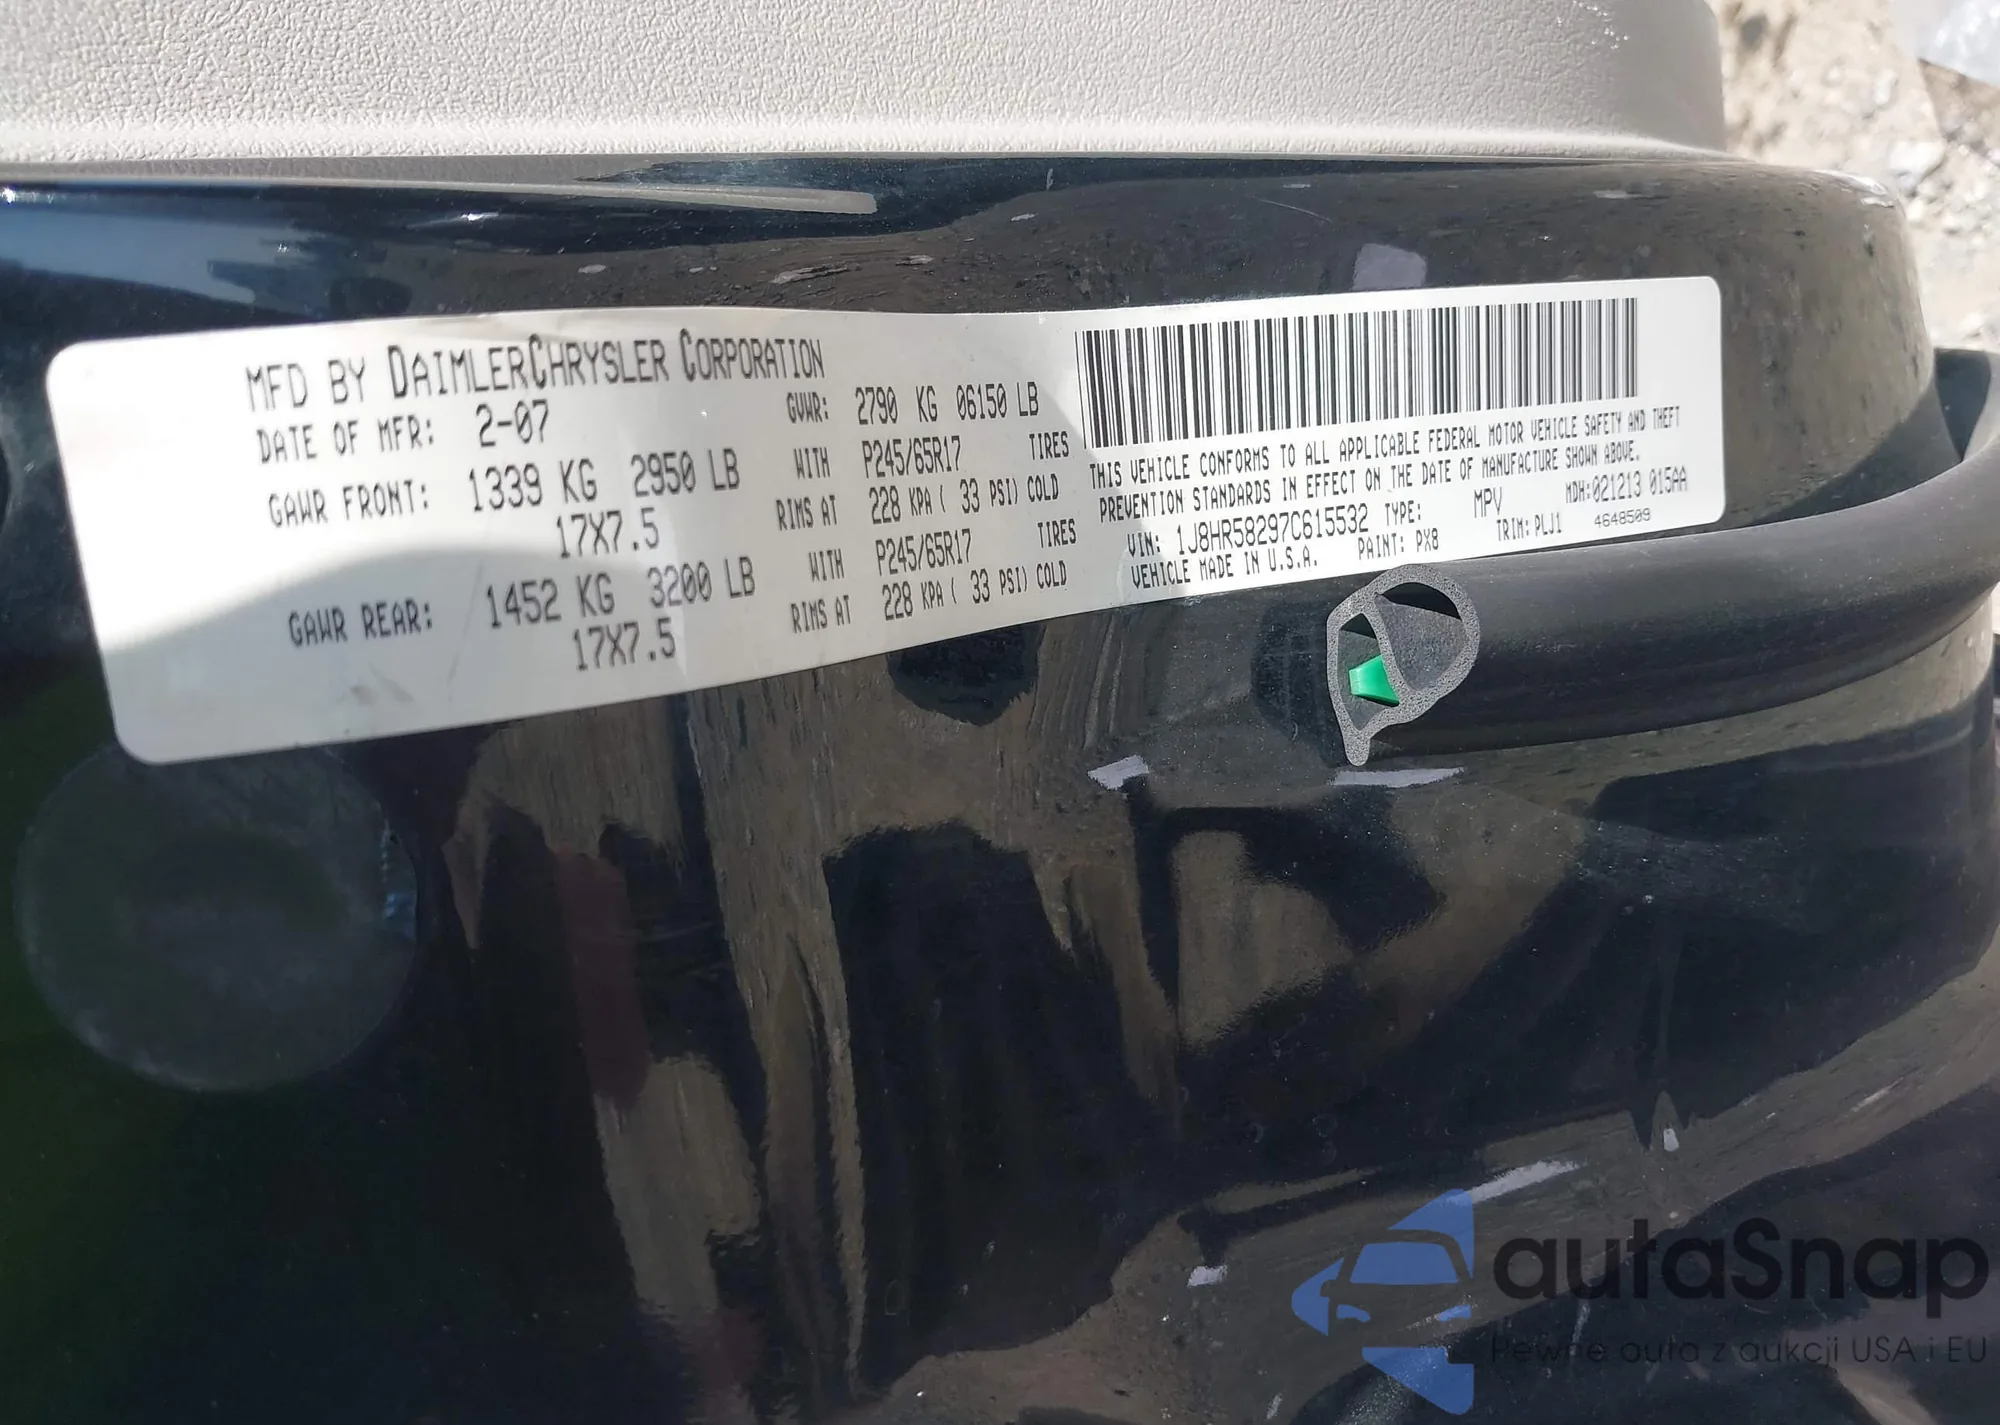 MFD BY DAIMLERCHRYSLER CORPORATION
DATE OF MFR: 2-07 GVWR: 2790 KG 06150 LB
GAWR FRONT: 1339 KG 2950 LB WITH P245/65R17 TIRES
17X7.5 RIMS AT 228 KPA ( 33 PSI) COLD
GAWR REAR: 1452 KG 3200 LB WITH P245/65R17 TIRES
17X7.5 RIMS AT 228 KPA ( 33 PSI) COLD
THIS VEHICLE CONFORMS TO ALL APPLICABLE FEDERAL MOTOR VEHICLE SAFETY AND THEFT
PREVENTION STANDARDS IN EFFECT ON THE DATE OF MANUFACTURE SHOWN ABOVE.
VIN: 1J8HR58297C615532 TYPE: MPV MDH:021213 015AA
VEHICLE MADE IN U.S.A. PAINT: PX8 TRIM: PLJ1 4648509
autaSnap
Pewne auta z aukcji USA i EU